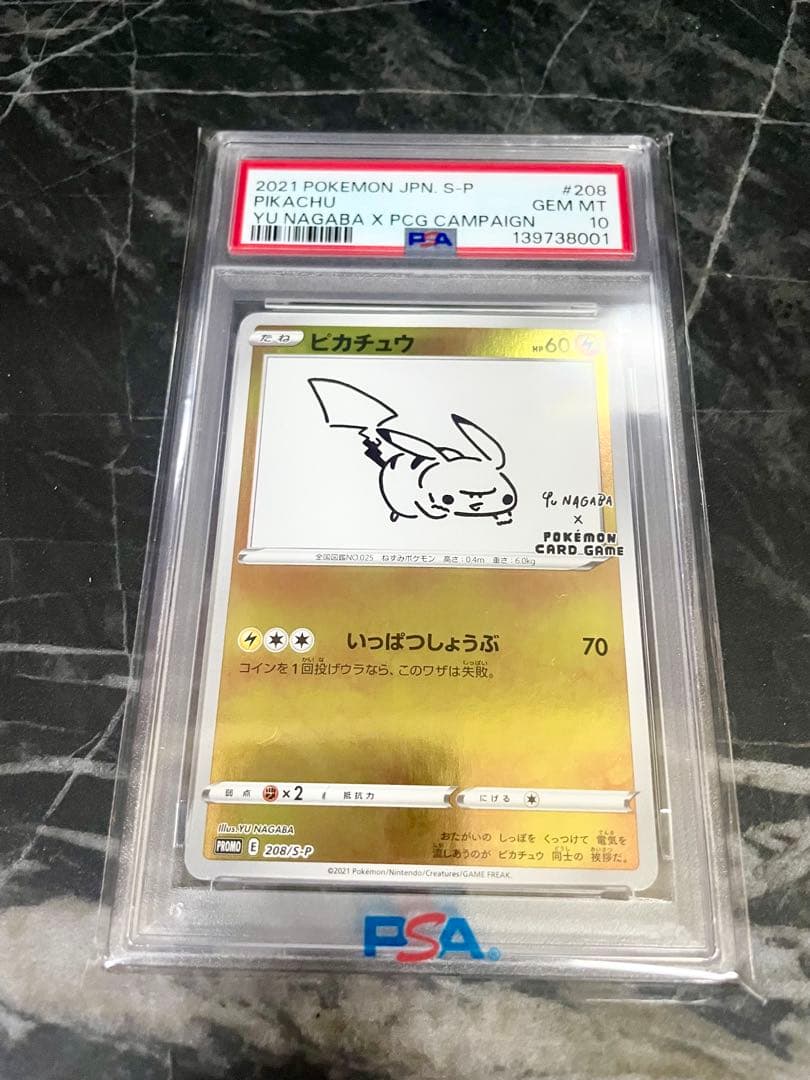 2021 POKEMON JPN. S-P #208
PIKACHU GEM MT
YU NAGABA X PCG CAMPAIGN 10
PSA 139738001
たね ピカチュウ HP60
YU NAGABA
×
POKÉMON
CARD GAME
全国図鑑NO.025 ねずみポケモン 高さ:0.4m 重さ:6.0kg
いっぱつしょうぶ 70
コインを1回投げウラなら、このワザは失敗。
弱点 ×2 抵抗力 にげる
Illus. YU NAGABA
PROMO E 208/S-P
おたがいの しっぽを くっつけて 電気を
流しあうのが ピカチュウ 同士の 挨拶だ。
©2021 Pokémon/Nintendo/Creatures/GAME FREAK.
PSA®